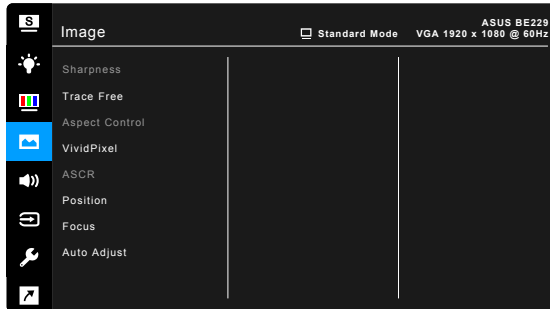 S
Image
Standard Mode
ASUS BE229
VGA 1920 x 1080 @ 60Hz
Sharpness
Trace Free
Aspect Control
VividPixel
ASCR
Position
Focus
Auto Adjust